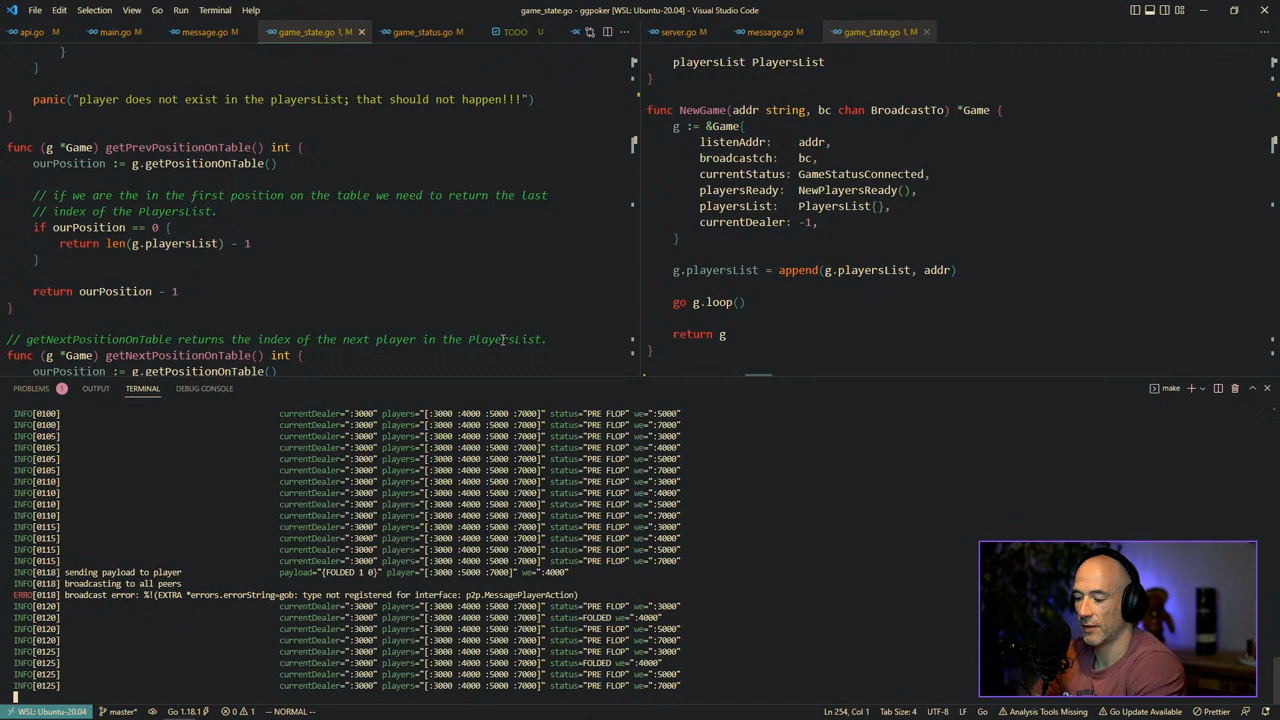 File Edit Selection View Go Run Terminal Help
game_state.go - ggpoker [WSL: Ubuntu-20.04] - Visual Studio Code
api.go main.go message.go game_state.go 1, M game_status.go TODO U
server.go message.go game_state.go 1, M
}
}
panic("player does not exist in the playersList; that should not happen!!!")
}
func (g *Game) getPrevPositionOnTable() int {
ourPosition := g.getPositionOnTable()
// if we are the in the first position on the table we need to return the last
// index of the PlayersList.
if ourPosition == 0 {
return len(g.playersList) - 1
}
return ourPosition - 1
}
// getNextPositionOnTable returns the index of the next player in the PlayersList.
func (g *Game) getNextPositionOnTable() int {
ourPosition := g.getPositionOnTable()
playersList PlayersList
}
func NewGame(addr string, bc chan BroadcastTo) *Game {
g := &Game{
listenAddr: addr,
broadcastch: bc,
currentStatus: GameStatusConnected,
playersReady: NewPlayersReady(),
playersList: PlayersList{},
currentDealer: -1,
}
g.playersList = append(g.playersList, addr)
go g.loop()
return g
}
PROBLEMS 1 OUTPUT TERMINAL DEBUG CONSOLE
make
INFO[0100] currentDealer=":3000" players="[:3000 :4000 :5000 :7000]" status="PRE FLOP" we=":5000"
INFO[0100] currentDealer=":3000" players="[:3000 :4000 :5000 :7000]" status="PRE FLOP" we=":7000"
INFO[0105] currentDealer=":3000" players="[:3000 :4000 :5000 :7000]" status="PRE FLOP" we=":3000"
INFO[0105] currentDealer=":3000" players="[:3000 :4000 :5000 :7000]" status="PRE FLOP" we=":4000"
INFO[0105] currentDealer=":3000" players="[:3000 :4000 :5000 :7000]" status="PRE FLOP" we=":5000"
INFO[0105] currentDealer=":3000" players="[:3000 :4000 :5000 :7000]" status="PRE FLOP" we=":7000"
INFO[0110] currentDealer=":3000" players="[:3000 :4000 :5000 :7000]" status="PRE FLOP" we=":3000"
INFO[0110] currentDealer=":3000" players="[:3000 :4000 :5000 :7000]" status="PRE FLOP" we=":4000"
INFO[0110] currentDealer=":3000" players="[:3000 :4000 :5000 :7000]" status="PRE FLOP" we=":5000"
INFO[0110] currentDealer=":3000" players="[:3000 :4000 :5000 :7000]" status="PRE FLOP" we=":7000"
INFO[0115] currentDealer=":3000" players="[:3000 :4000 :5000 :7000]" status="PRE FLOP" we=":3000"
INFO[0115] currentDealer=":3000" players="[:3000 :4000 :5000 :7000]" status="PRE FLOP" we=":4000"
INFO[0115] currentDealer=":3000" players="[:3000 :4000 :5000 :7000]" status="PRE FLOP" we=":5000"
INFO[0115] currentDealer=":3000" players="[:3000 :4000 :5000 :7000]" status="PRE FLOP" we=":7000"
INFO[0118] sending payload to player payload="{FOLDED 1 0}" player="[:3000 :5000 :7000]" we=":4000"
INFO[0118] broadcasting to all peers
ERRO[0118] broadcast error: %!(EXTRA *errors.errorString=gob: type not registered for interface: p2p.MessagePlayerAction)
INFO[0120] currentDealer=":3000" players="[:3000 :4000 :5000 :7000]" status="PRE FLOP" we=":3000"
INFO[0120] currentDealer=":3000" players="[:3000 :4000 :5000 :7000]" status=FOLDED we=":4000"
INFO[0120] currentDealer=":3000" players="[:3000 :4000 :5000 :7000]" status="PRE FLOP" we=":5000"
INFO[0120] currentDealer=":3000" players="[:3000 :4000 :5000 :7000]" status="PRE FLOP" we=":7000"
INFO[0125] currentDealer=":3000" players="[:3000 :4000 :5000 :7000]" status="PRE FLOP" we=":3000"
INFO[0125] currentDealer=":3000" players="[:3000 :4000 :5000 :7000]" status=FOLDED we=":4000"
INFO[0125] currentDealer=":3000" players="[:3000 :4000 :5000 :7000]" status="PRE FLOP" we=":5000"
INFO[0125] currentDealer=":3000" players="[:3000 :4000 :5000 :7000]" status="PRE FLOP" we=":7000"
WSL: Ubuntu-20.04 master* Go 1.18.1 0 1 -- NORMAL -- Ln 254, Col 1 Tab Size: 4 UTF-8 LF Go Analysis Tools Missing Go Update Available Prettier